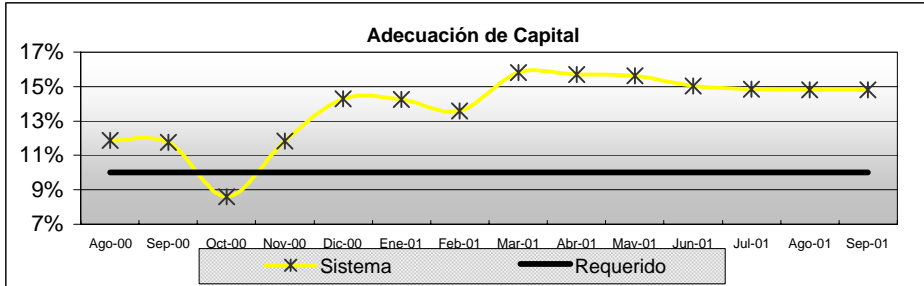 Adecuación de Capital
17%
15%
13%
11%
9%
7%
Ago-00 Sep-00 Oct-00 Nov-00 Dic-00 Ene-01 Feb-01 Mar-01 Abr-01 May-01 Jun-01 Jul-01 Ago-01 Sep-01
Sistema Requerido